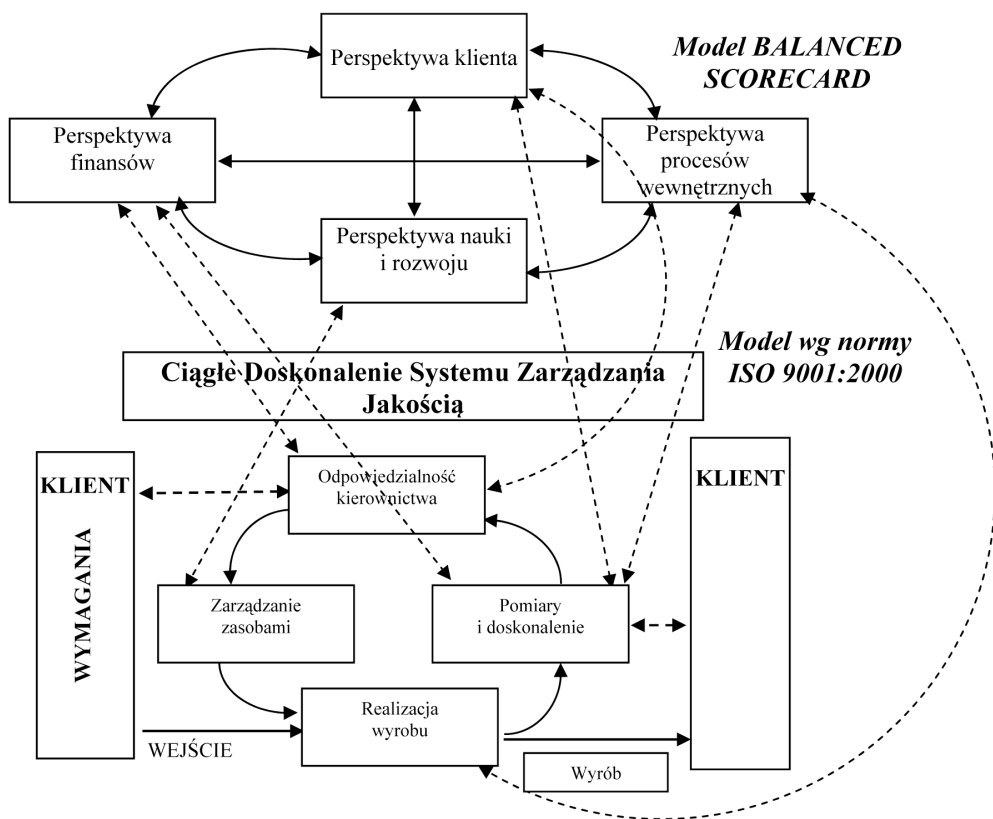 Perspektywa klienta
Model BALANCED
SCORECARD
Perspektywa
finansów
Perspektywa
procesów
wewnętrznych
Perspektywa nauki
i rozwoju
Model wg normy
ISO 9001:2000
Ciągłe Doskonalenie Systemu Zarządzania
Jakością
KLIENT
WYMAGANIA
Odpowiedzialność
kierownictwa
KLIENT
Zarządzanie
zasobami
Pomiary
i doskonalenie
Realizacja
wyrobu
WEJŚCIE
Wyrób